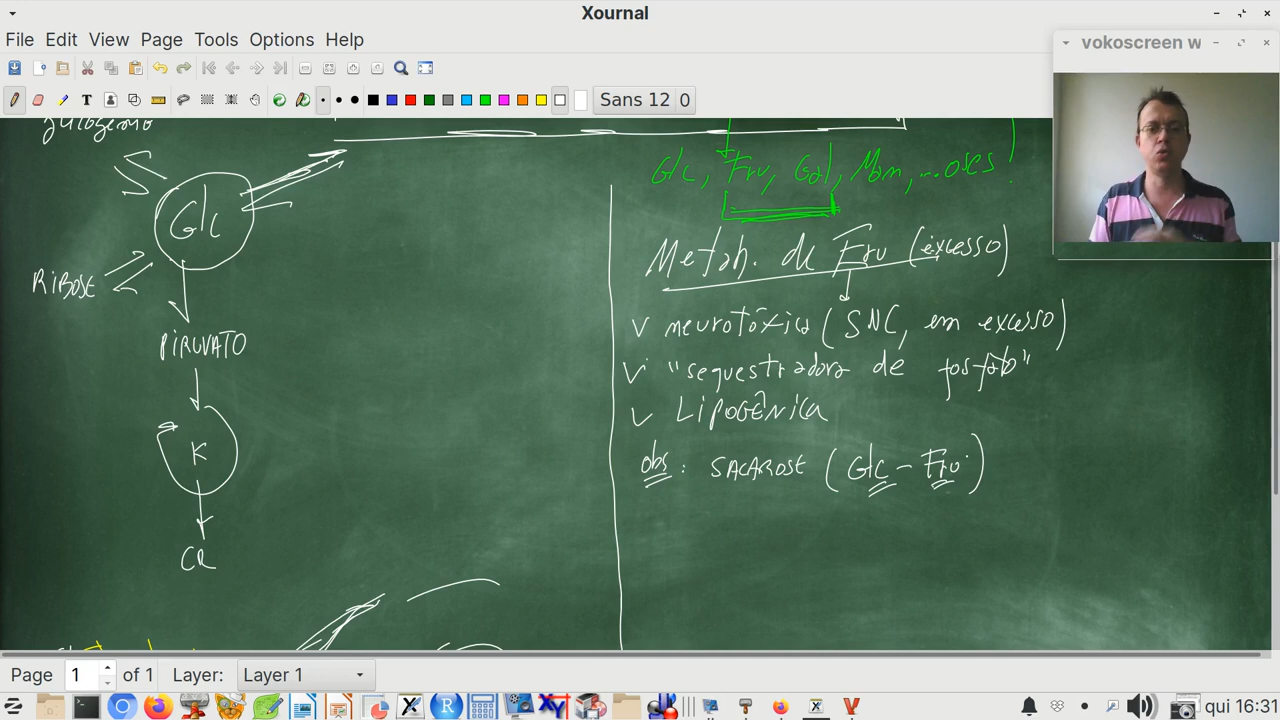 Xournal
File Edit View Page Tools Options Help
vokoscreen w
Sans 12 0
Glc, Fru, Gal, Man, ...oses!
Glc
Metab. de Fru (excesso)
RiBOSE
v neurotóxica (SNC, em excesso)
PIRUVATO
v "sequestradora de fosfato"
v LipogÊnica
K
obs: SACAROSE (Glc - Fru)
CR
Page 1 of 1 Layer: Layer 1
qui 16:31